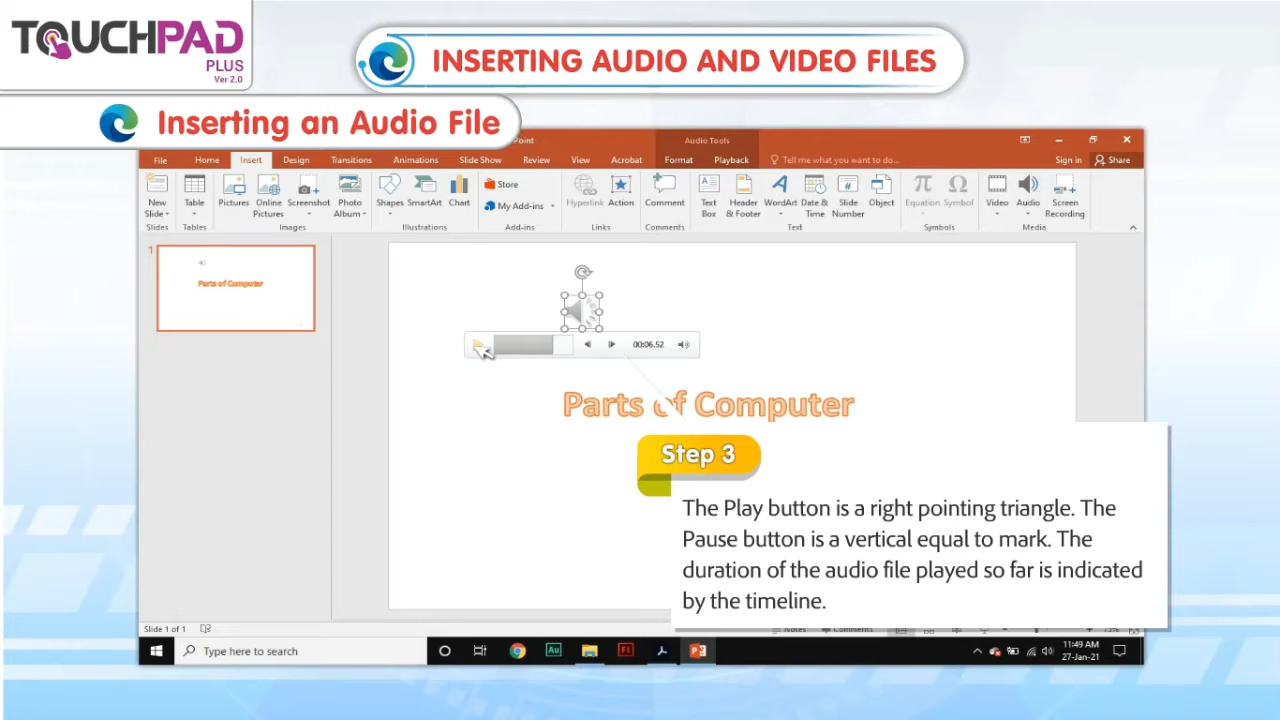 TOUCHPAD
PLUS
Ver 2.0
INSERTING AUDIO AND VIDEO FILES
Inserting an Audio File
Point
Audio Tools
File Home Insert Design Transitions Animations Slide Show Review View Acrobat Format Playback Tell me what you want to do... Sign in Share
New Slide Table Pictures Online Pictures Screenshot Photo Album Shapes SmartArt Chart Store My Add-ins Hyperlink Action Comment Text Box Header & Footer WordArt Date & Time Slide Number Object Equation Symbol Video Audio Screen Recording
Slides Tables Images Illustrations Add-ins Links Comments Text Symbols Media
1
Parts of Computer
00:06.52
Parts of Computer
Step 3
The Play button is a right pointing triangle. The
Pause button is a vertical equal to mark. The
duration of the audio file played so far is indicated
by the timeline.
Slide 1 of 1
Notes Comments 73%
Type here to search
Au
Fl
P
11:49 AM
27-Jan-21